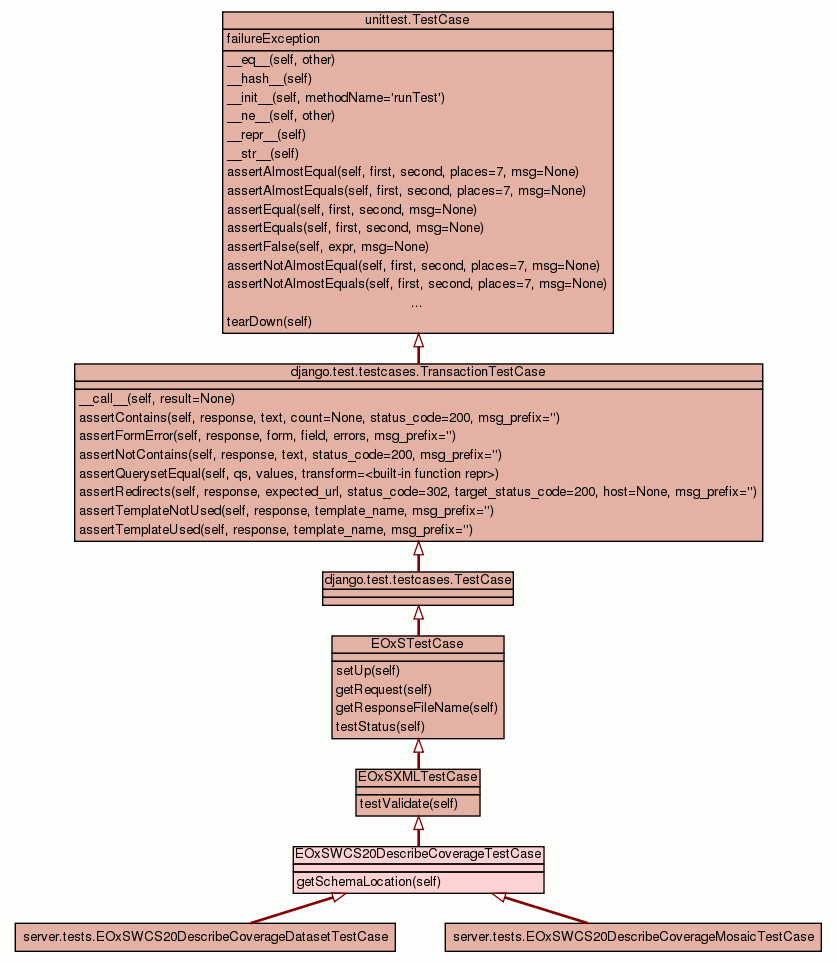 unittest.TestCase
failureException
__eq__(self, other)
__hash__(self)
__init__(self, methodName='runTest')
__ne__(self, other)
__repr__(self)
__str__(self)
assertAlmostEqual(self, first, second, places=7, msg=None)
assertAlmostEquals(self, first, second, places=7, msg=None)
assertEqual(self, first, second, msg=None)
assertEquals(self, first, second, msg=None)
assertFalse(self, expr, msg=None)
assertNotAlmostEqual(self, first, second, places=7, msg=None)
assertNotAlmostEquals(self, first, second, places=7, msg=None)
...
tearDown(self)
django.test.testcases.TransactionTestCase
__call__(self, result=None)
assertContains(self, response, text, count=None, status_code=200, msg_prefix='')
assertFormError(self, response, form, field, errors, msg_prefix='')
assertNotContains(self, response, text, status_code=200, msg_prefix='')
assertQuerysetEqual(self, qs, values, transform=<built-in function repr>)
assertRedirects(self, response, expected_url, status_code=302, target_status_code=200, host=None, msg_prefix='')
assertTemplateNotUsed(self, response, template_name, msg_prefix='')
assertTemplateUsed(self, response, template_name, msg_prefix='')
django.test.testcases.TestCase
EOxSTestCase
setUp(self)
getRequest(self)
getResponseFileName(self)
testStatus(self)
EOxSXMLTestCase
testValidate(self)
EOxSWCS20DescribeCoverageTestCase
getSchemaLocation(self)
server.tests.EOxSWCS20DescribeCoverageDatasetTestCase
server.tests.EOxSWCS20DescribeCoverageMosaicTestCase